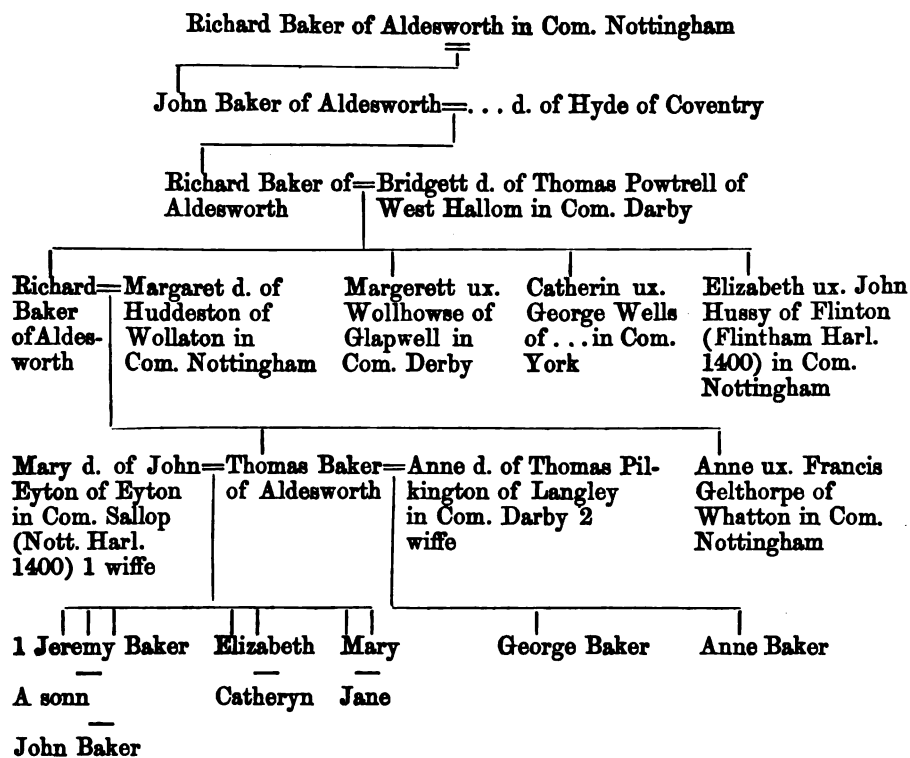 Richard Baker of Aldesworth in Com. Nottingham
John Baker of Aldesworth=... d. of Hyde of Coventry
Richard Baker of=Bridgett d. of Thomas Powtrell of
Aldesworth
West Hallom in Com. Darby
Richard=
Baker
of Aldes-
worth
Margaret d. of
Huddeston of
Wollaton in
Com. Nottingham
Margerett ux.
Wollhowse of
Glapwell in
Com. Derby
Catherin ux.
George Wells
of ... in Com.
York
Elizabeth ux. John
Hussy of Flinton
(Flintham Harl.
1400) in Com.
Nottingham
Mary d. of John=
Eyton of Eyton
in Com. Sallop
(Nott. Harl.
1400) 1 wiffe
Thomas Baker=
of Aldesworth
Anne d. of Thomas Pil-
kington of Langley
in Com. Darby 2
wiffe
Anne ux. Francis
Gelthorpe of
Whatton in Com.
Nottingham
1 Jeremy Baker
A sonn
John Baker
Elizabeth
Catheryn
Mary
Jane
George Baker
Anne Baker